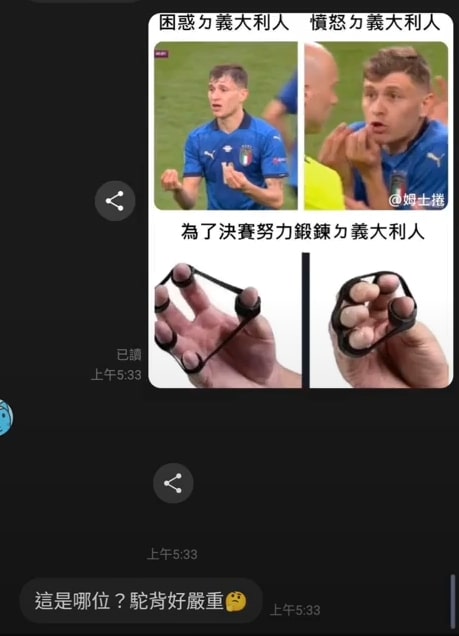 困惑ㄉ義大利人
憤怒ㄉ義大利人
@姆士捲
為了決賽努力鍛鍊ㄉ義大利人
已讀
上午5:33
上午5:33
這是哪位？駝背好嚴重🤔
上午5:33